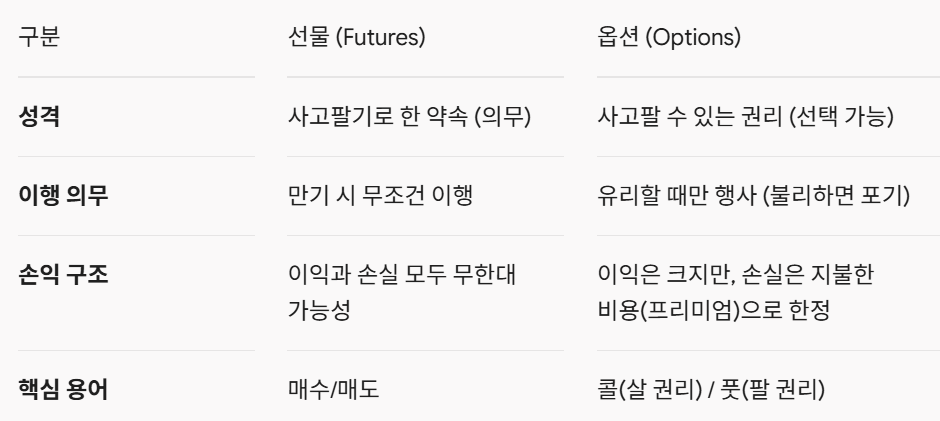 구분 선물 (Futures) 옵션 (Options)
성격 사고팔기로 한 약속 (의무) 사고팔 수 있는 권리 (선택 가능)
이행 의무 만기 시 무조건 이행 유리할 때만 행사 (불리하면 포기)
손익 구조 이익과 손실 모두 무한대 이익은 크지만, 손실은 지불한
가능성 비용(프리미엄)으로 한정
핵심 용어 매수/매도 콜(살 권리) / 풋(팔 권리)